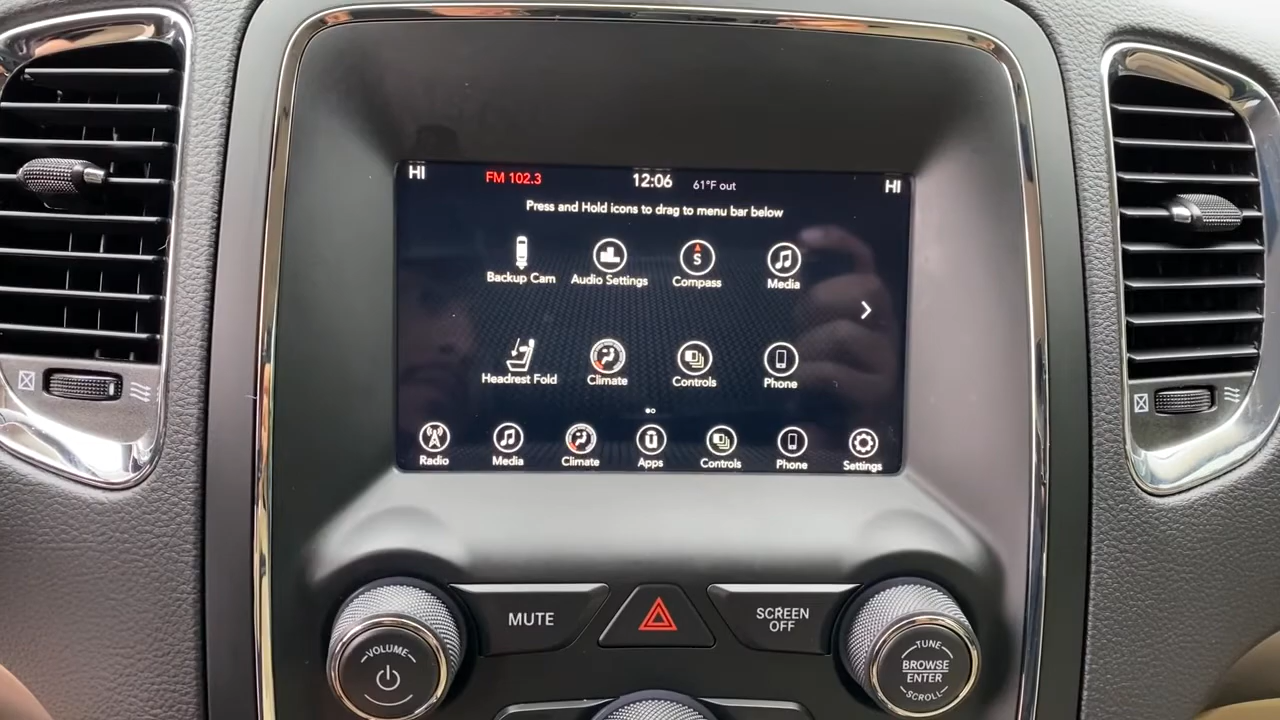 HI
FM 102.3
12:06
61°F out
HI
Press and Hold icons to drag to menu bar below
Backup Cam
Audio Settings
S
Compass
Media
Headrest Fold
Climate
Controls
Phone
Radio
Media
Climate
Apps
Controls
Phone
Settings
MUTE
SCREEN
OFF
VOLUME
TUNE
BROWSE
ENTER
SCROLL